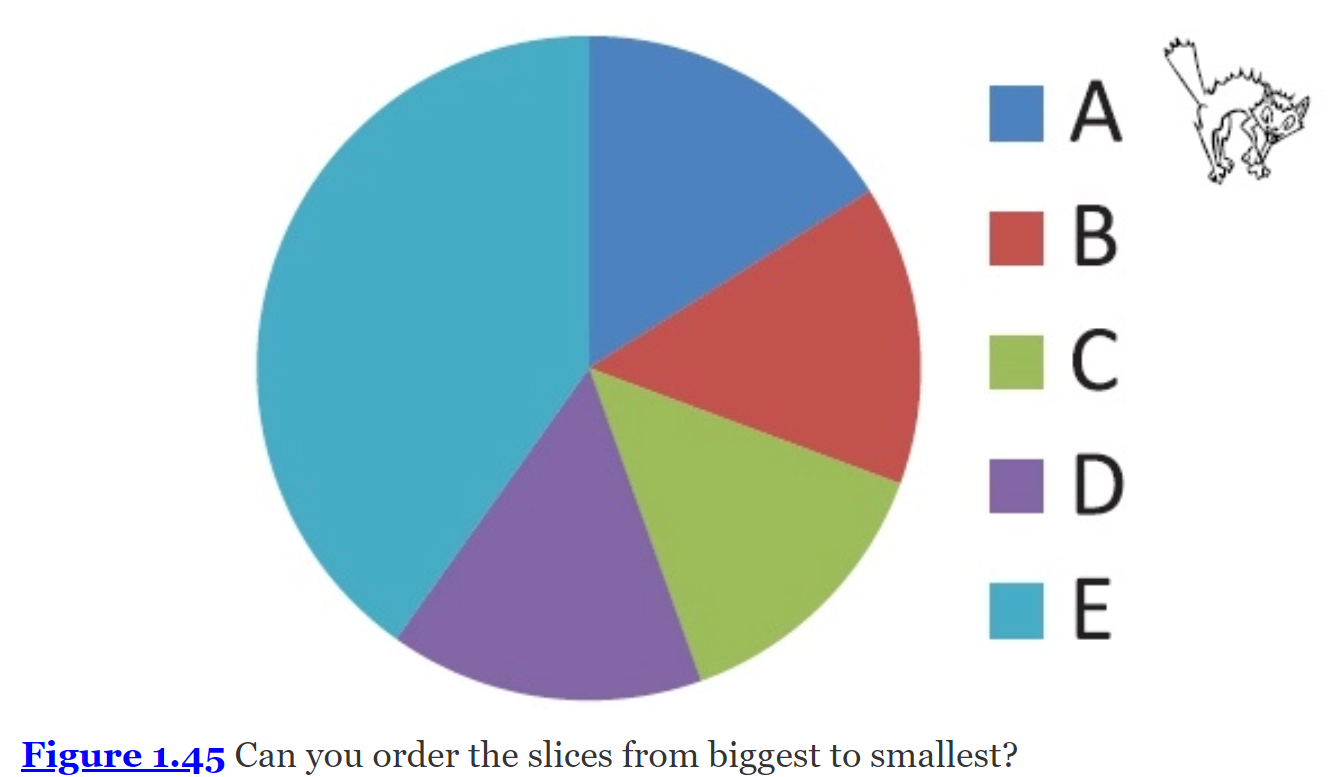 A
B
C
D
E
Figure 1.45 Can you order the slices from biggest to smallest?